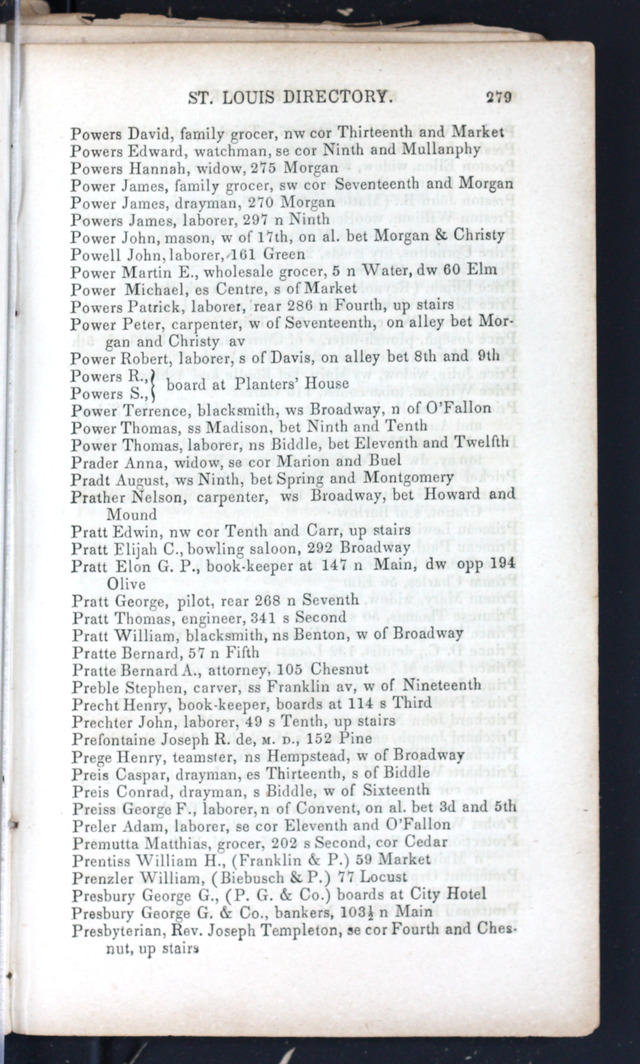 ST. LOUIS DIRECTORY. 279
Powers David, family grocer, nw cor Thirteenth and Market
Powers Edward, watchman, se cor Ninth and Mullanphy
Powers Hannah, widow, 275 Morgan
Power James, family grocer, sw cor Seventeenth and Morgan
Power James, drayman, 270 Morgan
Powers James, laborer, 297 n Ninth
Power John, mason, w of 17th, on al. bet Morgan & Christy
Powell John, laborer, 161 Green
Power Martin E., wholesale grocer, 5 n Water, dw 60 Elm
Power Michael, es Centre, s of Market
Powers Patrick, laborer, rear 286 n Fourth, up stairs
Power Peter, carpenter, w of Seventeenth, on alley bet Mor-
gan and Christy av
Power Robert, laborer, s of Davis, on alley bet 8th and 9th
Powers R., } board at Planters' House
Powers S., }
Power Terrence, blacksmith, ws Broadway, n of O'Fallon
Power Thomas, ss Madison, bet Ninth and Tenth
Power Thomas, laborer, ns Biddle, bet Eleventh and Twelfth
Prader Anna, widow, se cor Marion and Buel
Pradt August, ws Ninth, bet Spring and Montgomery
Prather Nelson, carpenter, ws Broadway, bet Howard and
Mound
Pratt Edwin, nw cor Tenth and Carr, up stairs
Pratt Elijah C., bowling saloon, 292 Broadway
Pratt Elon G. P., book-keeper at 147 n Main, dw opp 194
Olive
Pratt George, pilot, rear 268 n Seventh
Pratt Thomas, engineer, 341 s Second
Pratt William, blacksmith, ns Benton, w of Broadway
Pratte Bernard, 57 n Fifth
Pratte Bernard A., attorney, 105 Chesnut
Preble Stephen, carver, ss Franklin av, w of Nineteenth
Precht Henry, book-keeper, boards at 114 s Third
Prechter John, laborer, 49 s Tenth, up stairs
Prefontaine Joseph R. de, M. D., 152 Pine
Prege Henry, teamster, ns Hempstead, w of Broadway
Preis Caspar, drayman, es Thirteenth, s of Biddle
Preis Conrad, drayman, s Biddle, w of Sixteenth
Preiss George F., laborer, n of Convent, on al. bet 3d and 5th
Preler Adam, laborer, se cor Eleventh and O'Fallon
Premutta Matthias, grocer, 202 s Second, cor Cedar
Prentiss William H., (Franklin & P.) 59 Market
Prenzler William, (Biebusch & P.) 77 Locust
Presbury George G., (P. G. & Co.) boards at City Hotel
Presbury George G. & Co., bankers, 103½ n Main
Presbyterian, Rev. Joseph Templeton, se cor Fourth and Ches-
nut, up stairs